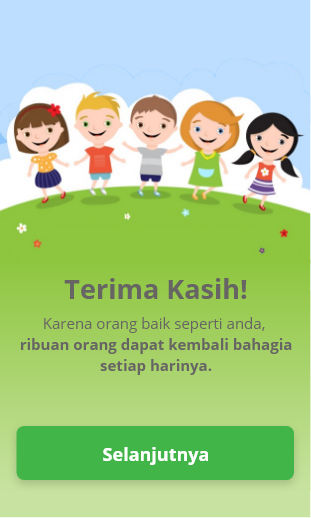 Terima Kasih!
Karena orang baik seperti anda,
ribuan orang dapat kembali bahagia
setiap harinya.
Selanjutnya